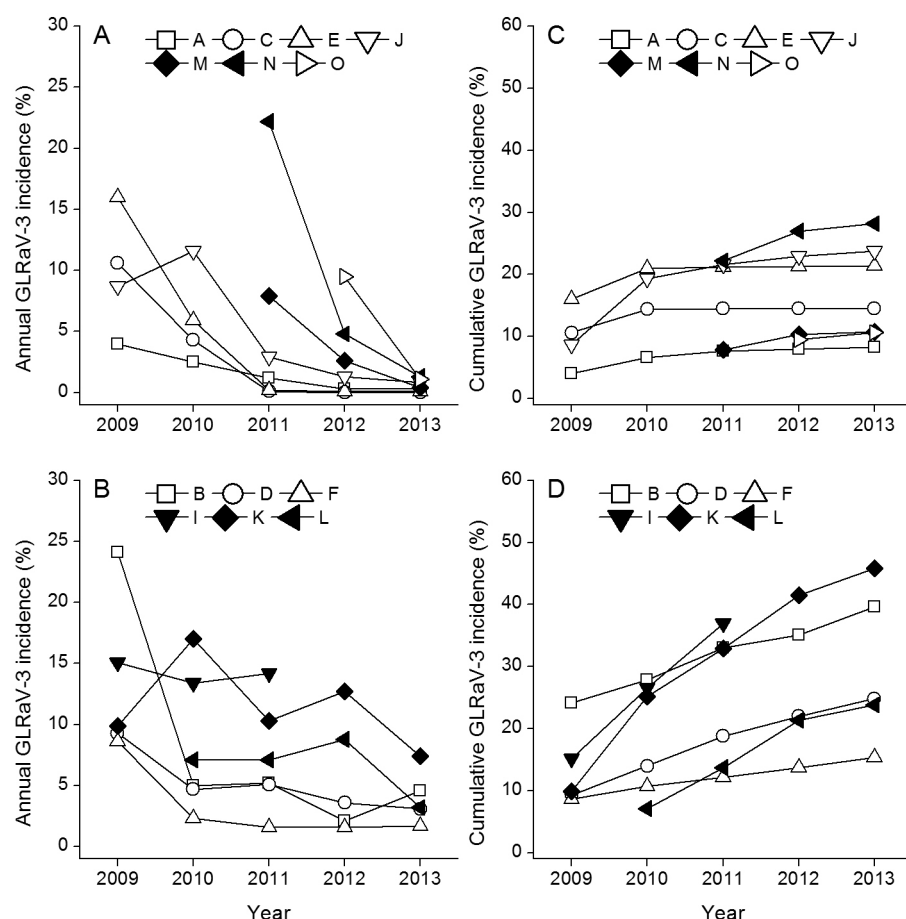 A
A C E J
M N O
Annual GLRaV-3 incidence (%)
30
25
20
15
10
5
0
2009 2010 2011 2012 2013
C
A C E J
M N O
Cumulative GLRaV-3 incidence (%)
60
50
40
30
20
10
0
2009 2010 2011 2012 2013
B
B D F
I K L
Annual GLRaV-3 incidence (%)
30
25
20
15
10
5
0
2009 2010 2011 2012 2013
Year
D
B D F
I K L
Cumulative GLRaV-3 incidence (%)
60
50
40
30
20
10
0
2009 2010 2011 2012 2013
Year